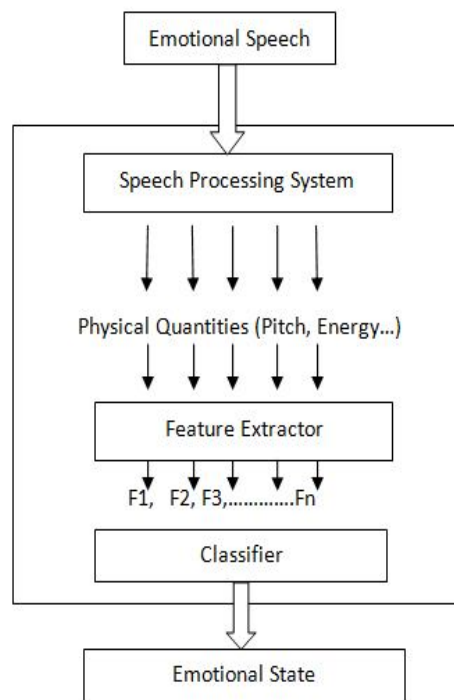 Emotional Speech
Speech Processing System
Physical Quantities (Pitch, Energy...)
Feature Extractor
F1, F2, F3,.............Fn
Classifier
Emotional State